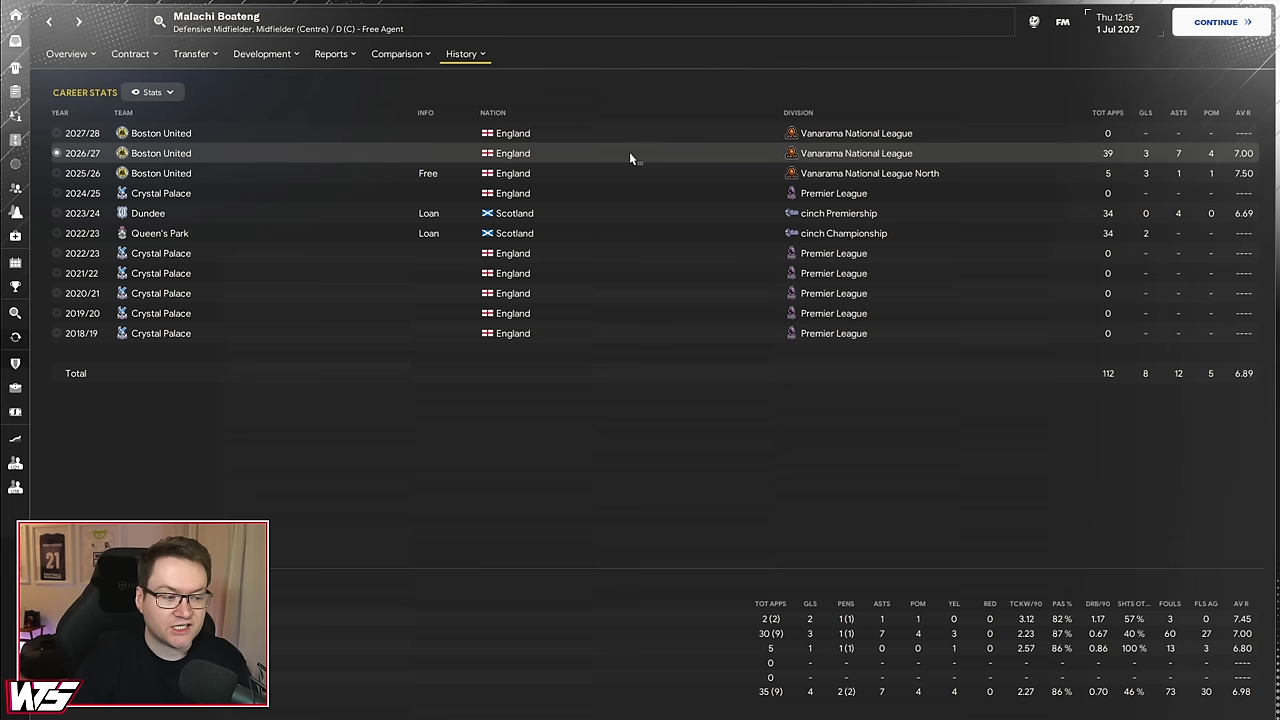 Malachi Boateng
Defensive Midfielder, Midfielder (Centre) / D (C) - Free Agent
FM
Thu 12:15
1 Jul 2027
CONTINUE
Overview Contract Transfer Development Reports Comparison History
CAREER STATS Stats
YEAR TEAM INFO NATION DIVISION TOT APPS GLS ASTS POM AV R
2027/28 Boston United England Vanarama National League 0 - - - ----
2026/27 Boston United England Vanarama National League 39 3 7 4 7.00
2025/26 Boston United Free England Vanarama National League North 5 3 1 1 7.50
2024/25 Crystal Palace England Premier League 0 - - - ----
2023/24 Dundee Loan Scotland cinch Premiership 34 0 4 0 6.69
2022/23 Queen's Park Loan Scotland cinch Championship 34 2 - - ----
2022/23 Crystal Palace England Premier League 0 - - - ----
2021/22 Crystal Palace England Premier League 0 - - - ----
2020/21 Crystal Palace England Premier League 0 - - - ----
2019/20 Crystal Palace England Premier League 0 - - - ----
2018/19 Crystal Palace England Premier League 0 - - - ----
Total 112 8 12 5 6.89
TOT APPS GLS PENS ASTS POM YEL RED TCKW/90 PAS % DRB/90 SHTS OT... FOULS FLS AG AV R
2 (2) 2 1 (1) 1 1 0 0 3.12 82 % 1.17 57 % 3 0 7.45
30 (9) 3 1 (1) 7 4 3 0 2.23 87 % 0.67 40 % 60 27 7.00
5 1 1 (1) 0 0 1 0 2.57 86 % 0.86 100 % 13 3 6.80
0 - - - - - - - - - - - - ----
0 - - - - - - - - - - - - ----
(9) 4 2 (2) 7 4 4 0 2.27 86 % 0.70 46 % 73 30 6.98
21
WTS